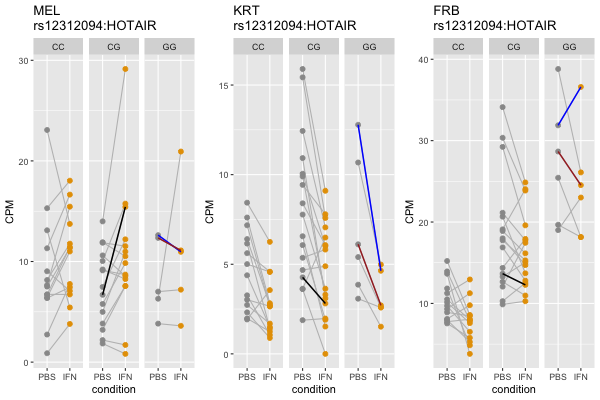 MEL
rs12312094:HOTAIR
CC CG GG
CPM
30
20
10
0
PBS IFN PBS IFN PBS IFN
condition
KRT
rs12312094:HOTAIR
CC CG GG
CPM
15
10
5
0
PBS IFN PBS IFN PBS IFN
condition
FRB
rs12312094:HOTAIR
CC CG GG
CPM
40
30
20
10
PBS IFN PBS IFN PBS IFN
condition